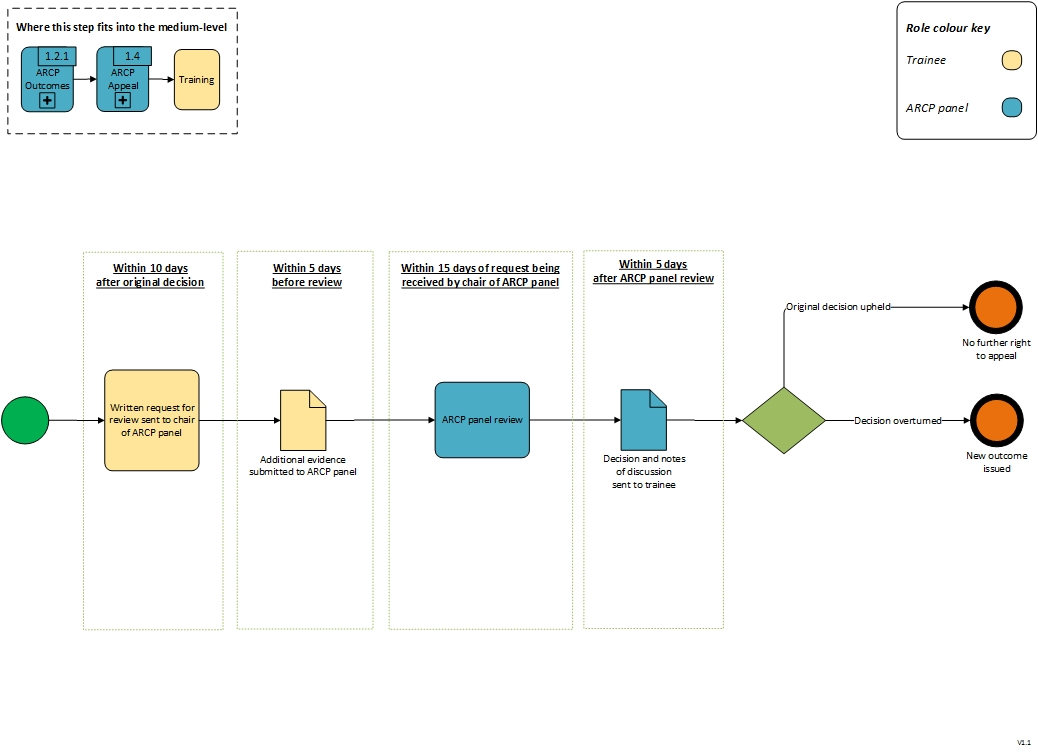 Where this step fits into the medium-level
1.2.1
ARCP
Outcomes
1.4
ARCP
Appeal
Training
Role colour key
Trainee
ARCP panel
Within 10 days
after original decision
Within 5 days
before review
Within 15 days of request being
received by chair of ARCP panel
Within 5 days
after ARCP panel review
Written request for
review sent to chair
of ARCP panel
Additional evidence
submitted to ARCP panel
ARCP panel review
Decision and notes
of discussion
sent to trainee
Original decision upheld
No further right
to appeal
Decision overturned
New outcome
issued
V1.1